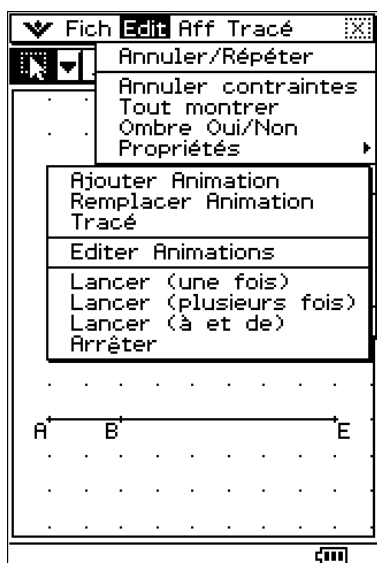 Fich Edit Aff Tracé
Annuler/Répéter
Annuler contraintes
Tout montrer
Ombre Oui/Non
Propriétés
Ajouter Animation
Remplacer Animation
Tracé
Editer Animations
Lancer (une fois)
Lancer (plusieurs fois)
Lancer (à et de)
Arrêter
A B E